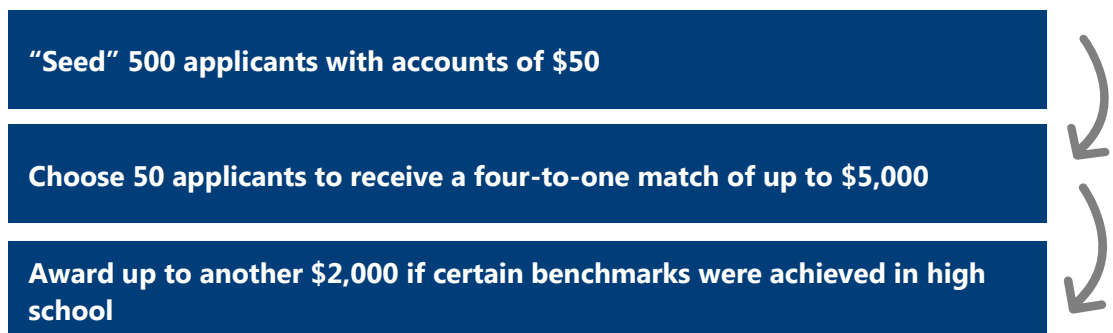 “Seed” 500 applicants with accounts of $50
Choose 50 applicants to receive a four-to-one match of up to $5,000
Award up to another $2,000 if certain benchmarks were achieved in high
school